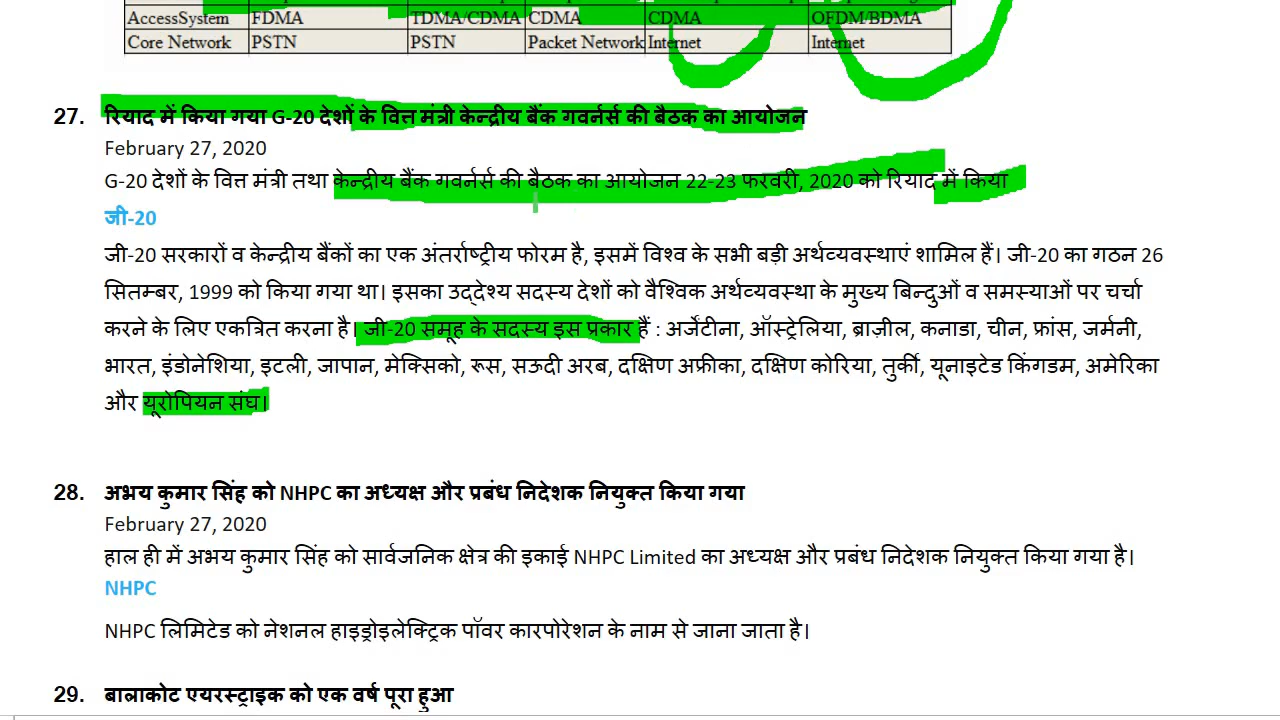 AccessSystem FDMA TDMA/CDMA CDMA CDMA OFDM/BDMA
Core Network PSTN PSTN Packet Network Internet Internet
27. रियाद में किया गया G-20 देशों के वित्त मंत्री केन्द्रीय बैंक गवर्नर्स की बैठक का आयोजन
February 27, 2020
G-20 देशों के वित्त मंत्री तथा केन्द्रीय बैंक गवर्नर्स की बैठक का आयोजन 22-23 फरवरी, 2020 को रियाद में किया
जी-20
जी-20 सरकारों व केन्द्रीय बैंकों का एक अंतर्राष्ट्रीय फोरम है, इसमें विश्व के सभी बड़ी अर्थव्यवस्थाएं शामिल हैं। जी-20 का गठन 26
सितम्बर, 1999 को किया गया था। इसका उद्देश्य सदस्य देशों को वैश्विक अर्थव्यवस्था के मुख्य बिन्दुओं व समस्याओं पर चर्चा
करने के लिए एकत्रित करना है। जी-20 समूह के सदस्य इस प्रकार हैं : अर्जेंटीना, ऑस्ट्रेलिया, ब्राज़ील, कनाडा, चीन, फ्रांस, जर्मनी,
भारत, इंडोनेशिया, इटली, जापान, मेक्सिको, रूस, सऊदी अरब, दक्षिण अफ्रीका, दक्षिण कोरिया, तुर्की, यूनाइटेड किंगडम, अमेरिका
और यूरोपियन संघ।
28. अभय कुमार सिंह को NHPC का अध्यक्ष और प्रबंध निदेशक नियुक्त किया गया
February 27, 2020
हाल ही में अभय कुमार सिंह को सार्वजनिक क्षेत्र की इकाई NHPC Limited का अध्यक्ष और प्रबंध निदेशक नियुक्त किया गया है।
NHPC
NHPC लिमिटेड को नेशनल हाइड्रोइलेक्ट्रिक पॉवर कारपोरेशन के नाम से जाना जाता है।
29. बालाकोट एयरस्ट्राइक को एक वर्ष पूरा हुआ